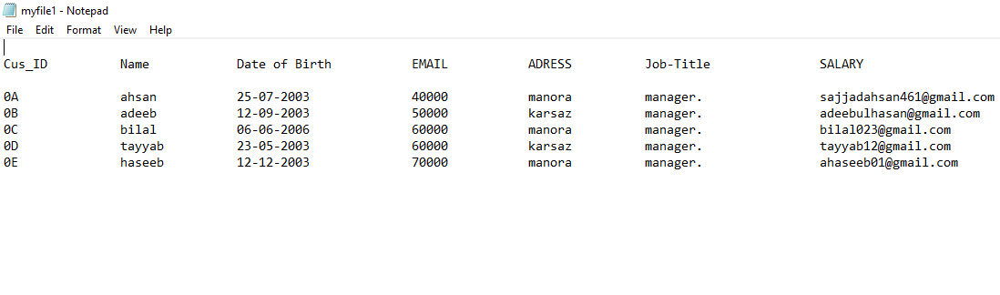 myfile1 - Notepad
File Edit Format View Help
Cus_ID Name Date of Birth EMAIL ADRESS Job-Title SALARY
0A ahsan 25-07-2003 40000 manora manager. sajjadahsan461@gmail.com
0B adeeb 12-09-2003 50000 karsaz manager. adeebulhasan@gmail.com
0C bilal 06-06-2006 60000 manora manager. bilal023@gmail.com
0D tayyab 23-05-2003 60000 karsaz manager. tayyab12@gmail.com
0E haseeb 12-12-2003 70000 manora manager. ahaseeb01@gmail.com